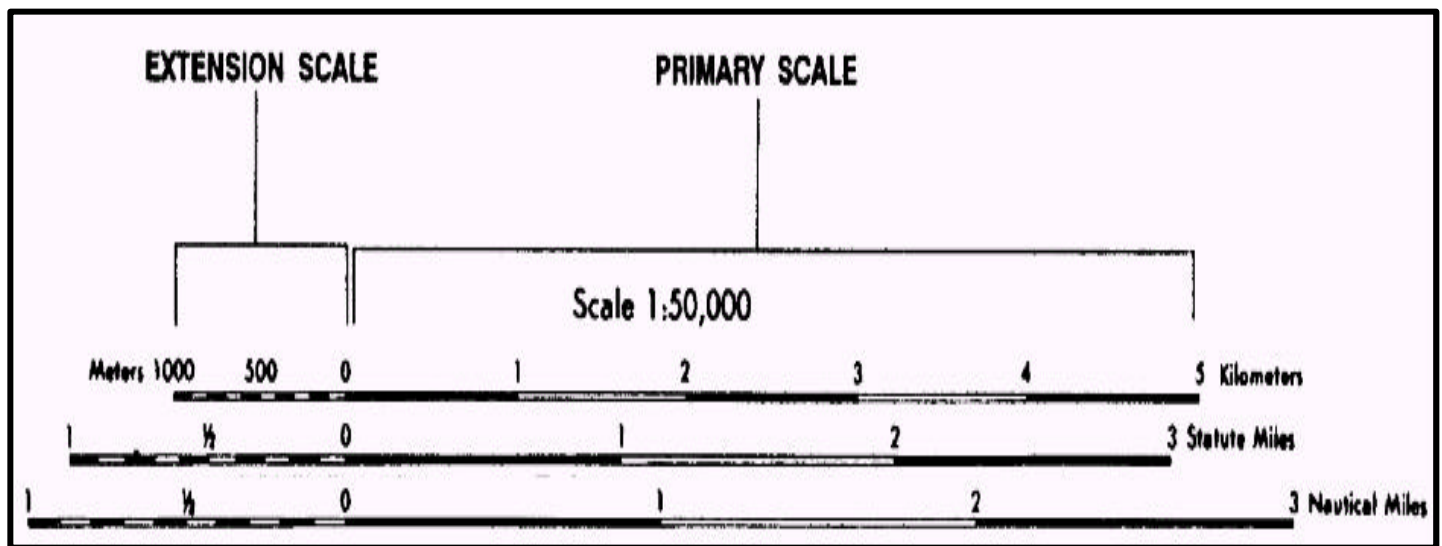 EXTENSION SCALE PRIMARY SCALE
Scale 1:50,000
Meters 1000 500 0 1 2 3 4 5 Kilometers
1 ½ 0 1 2 3 Statute Miles
1 ½ 0 1 2 3 Nautical Miles